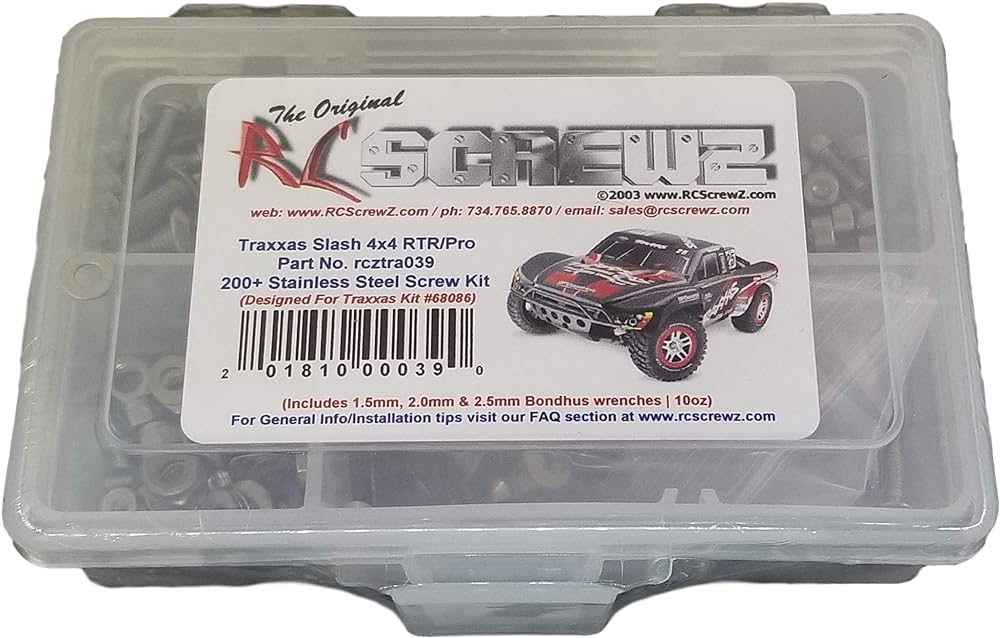 The Original
RC SCREWZ
©2003 www.RCScrewZ.com
web: www.RCScrewZ.com / ph: 734.765.8870 / email: sales@rcscrewz.com
Traxxas Slash 4x4 RTR/Pro
Part No. rcztra039
200+ Stainless Steel Screw Kit
(Designed For Traxxas Kit #68086)
2 01810 00039 0
(Includes 1.5mm, 2.0mm & 2.5mm Bondhus wrenches | 10oz)
For General Info/Installation tips visit our FAQ section at www.rcscrewz.com